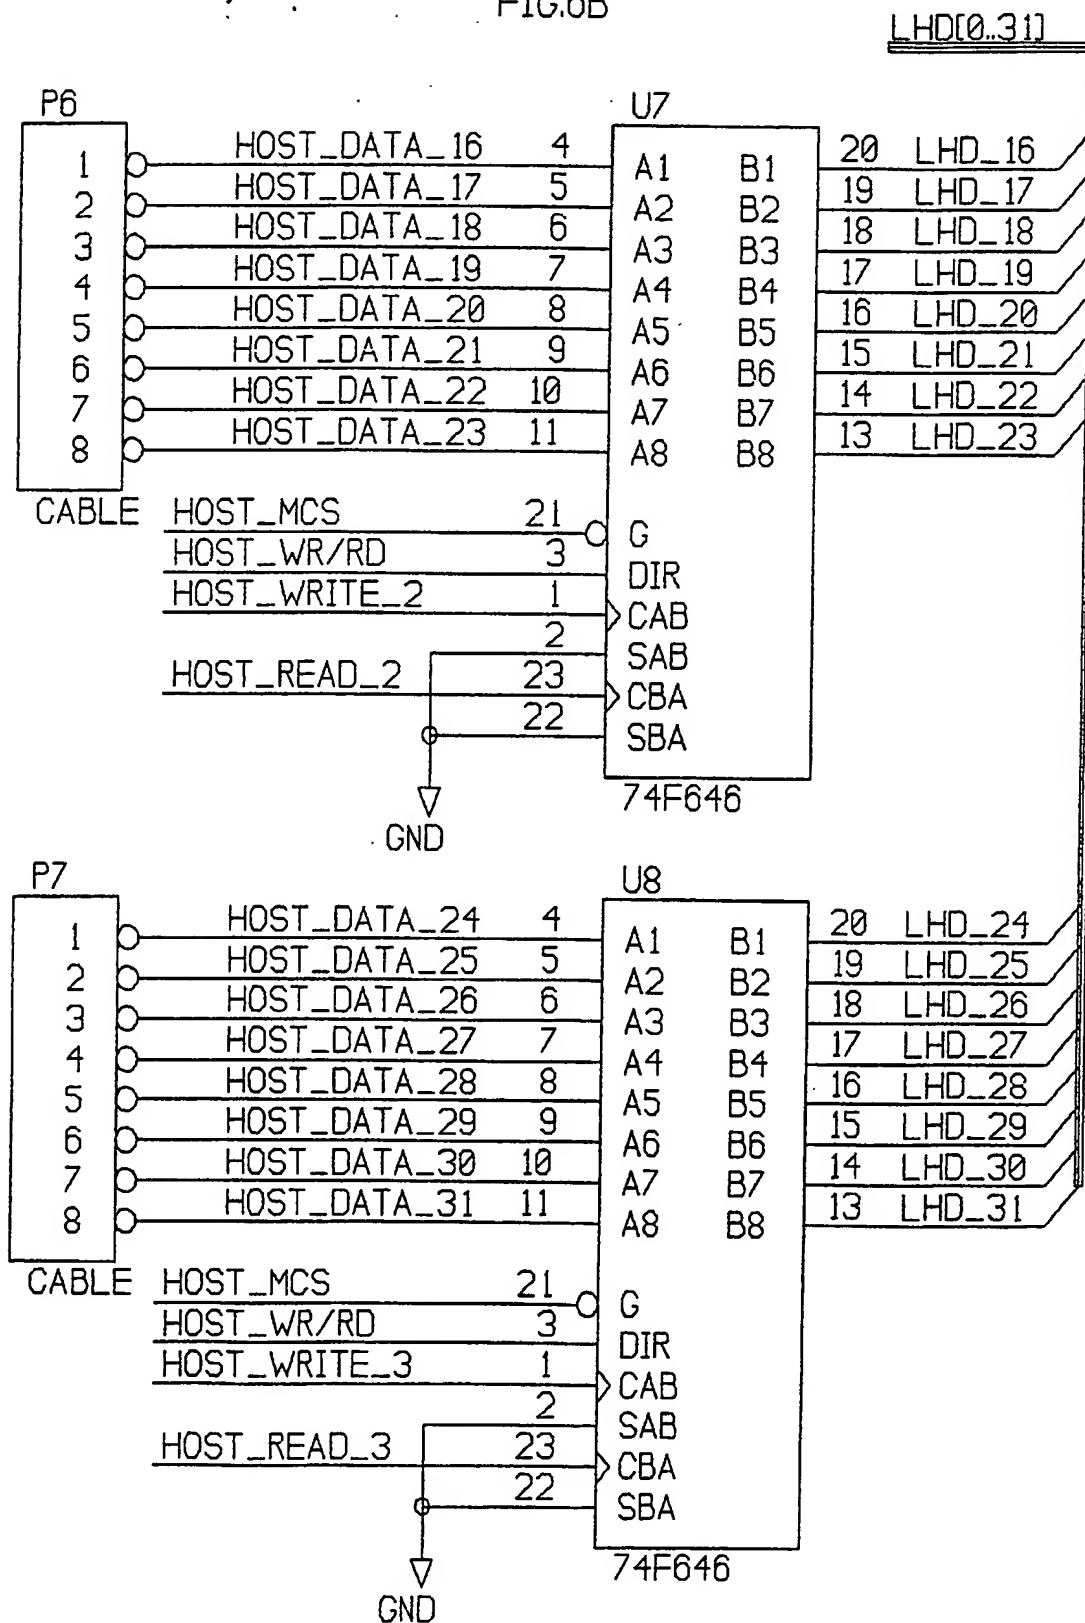 FIG.6B
LHD[0..31]
P6 U7
1 HOST_DATA_16 4 A1 B1 20 LHD_16
2 HOST_DATA_17 5 A2 B2 19 LHD_17
3 HOST_DATA_18 6 A3 B3 18 LHD_18
4 HOST_DATA_19 7 A4 B4 17 LHD_19
5 HOST_DATA_20 8 A5 B5 16 LHD_20
6 HOST_DATA_21 9 A6 B6 15 LHD_21
7 HOST_DATA_22 10 A7 B7 14 LHD_22
8 HOST_DATA_23 11 A8 B8 13 LHD_23
CABLE HOST_MCS 21 G
HOST_WR/RD 3 DIR
HOST_WRITE_2 1 CAB
2 SAB
HOST_READ_2 23 CBA
22 SBA
74F646
GND
P7 U8
1 HOST_DATA_24 4 A1 B1 20 LHD_24
2 HOST_DATA_25 5 A2 B2 19 LHD_25
3 HOST_DATA_26 6 A3 B3 18 LHD_26
4 HOST_DATA_27 7 A4 B4 17 LHD_27
5 HOST_DATA_28 8 A5 B5 16 LHD_28
6 HOST_DATA_29 9 A6 B6 15 LHD_29
7 HOST_DATA_30 10 A7 B7 14 LHD_30
8 HOST_DATA_31 11 A8 B8 13 LHD_31
CABLE HOST_MCS 21 G
HOST_WR/RD 3 DIR
HOST_WRITE_3 1 CAB
2 SAB
HOST_READ_3 23 CBA
22 SBA
74F646
GND